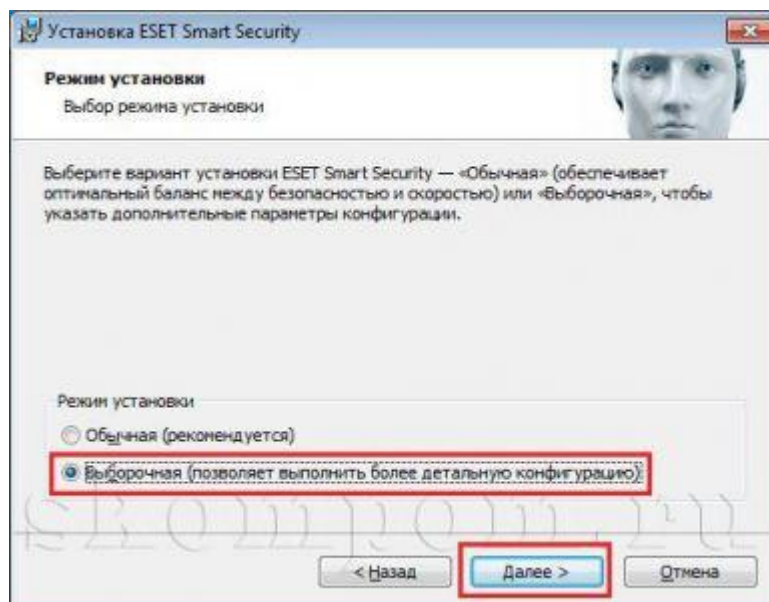 Установка ESET Smart Security
Режим установки
Выбор режима установки
Выберите вариант установки ESET Smart Security — «Обычная» (обеспечивает
оптимальный баланс между безопасностью и скоростью) или «Выборочная», чтобы
указать дополнительные параметры конфигурации.
Режим установки
Обычная (рекомендуется)
Выборочная (позволяет выполнить более детальную конфигурацию)
skompom.ru
< Назад
Далее >
Отмена